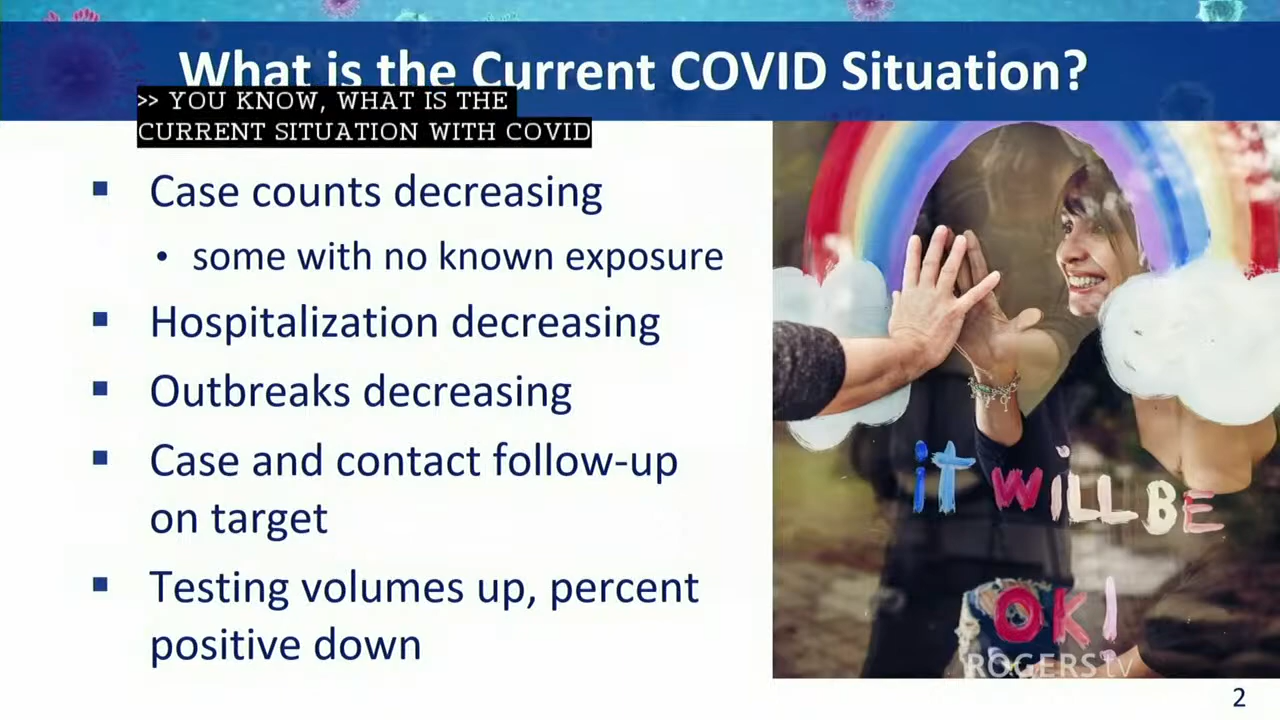 What is the Current COVID Situation?
>> YOU KNOW, WHAT IS THE
CURRENT SITUATION WITH COVID
▪ Case counts decreasing
• some with no known exposure
▪ Hospitalization decreasing
▪ Outbreaks decreasing
▪ Case and contact follow-up
on target
▪ Testing volumes up, percent
positive down
iT WiLL BE
OK!
ROGERS tv
2